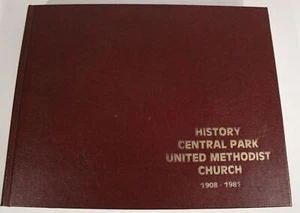 HISTORY
CENTRAL PARK
UNITED METHODIST
CHURCH
1908 - 1981